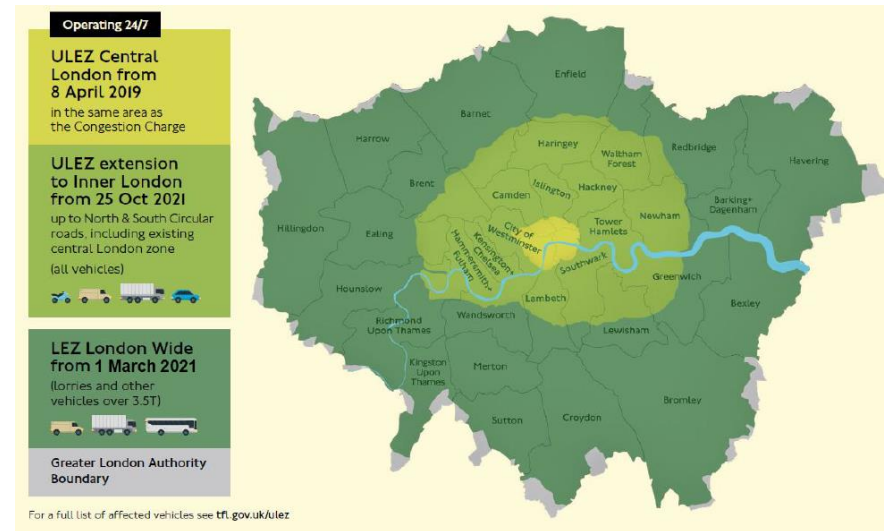 Operating 24/7
ULEZ Central
London from
8 April 2019
in the same area as
the Congestion Charge
ULEZ extension
to Inner London
from 25 Oct 2021
up to North & South Circular
roads, including existing
central London zone
(all vehicles)
LEZ London Wide
from 1 March 2021
(lorries and other
vehicles over 3.5T)
Greater London Authority
Boundary
For a full list of affected vehicles see tfl.gov.uk/ulez
Enfield
Barnet
Harrow
Haringey
Waltham
Forest
Redbridge
Havering
Brent
Camden
Islington
Hackney
Barking+
Dagenham
Hillingdon
Ealing
City of
Westminster
Tower
Hamlets
Newham
Kensington+
Chelsea
Hammersmith+
Fulham
Southwark
Greenwich
Hounslow
Lambeth
Bexley
Richmond
Upon Thames
Wandsworth
Lewisham
Kingston
Upon
Thames
Merton
Sutton
Croydon
Bromley